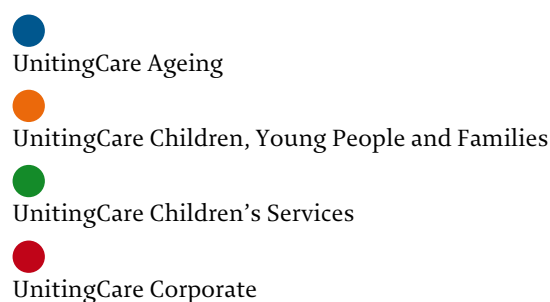 UnitingCare Ageing
UnitingCare Children, Young People and Families
UnitingCare Children’s Services
UnitingCare Corporate